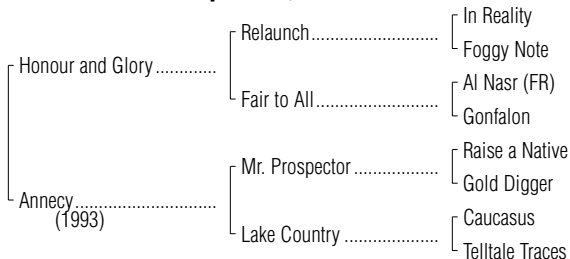 In Reality
Relaunch
Foggy Note
Honour and Glory
Al Nasr (FR)
Fair to All
Gonfalon
Raise a Native
Mr. Prospector
Gold Digger
Annecy
(1993)
Caucasus
Lake Country
Telltale Traces